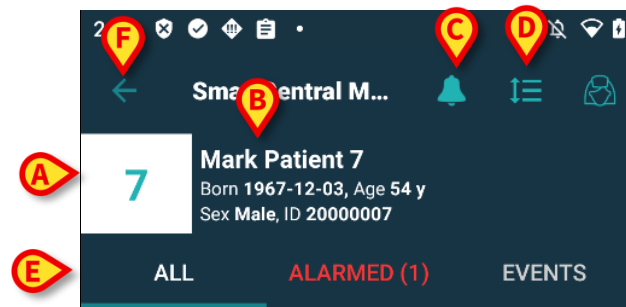 2
F
C
D
Sma entral M...
B
A
7
Mark Patient 7
Born 1967-12-03, Age 54 y
Sex Male, ID 20000007
E
ALL ALARMED (1) EVENTS